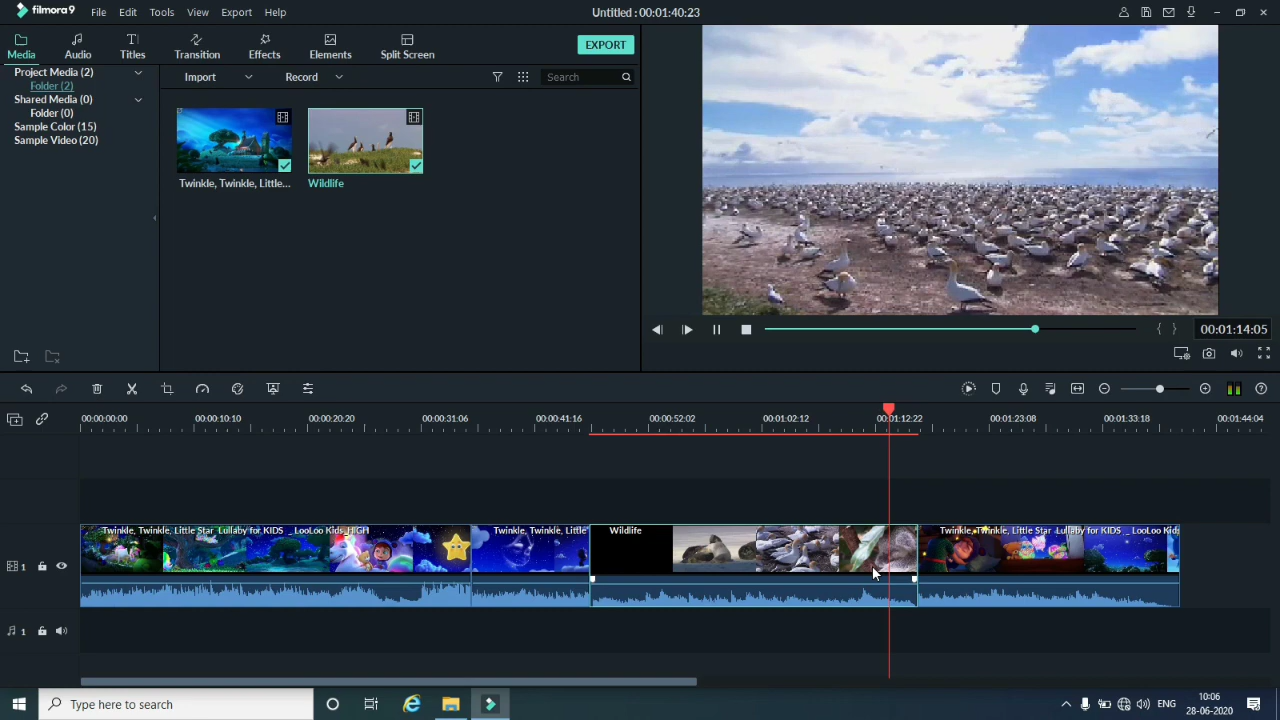 filmora9 File Edit Tools View Export Help Untitled : 00:01:40:23
Media Audio Titles Transition Effects Elements Split Screen EXPORT
Project Media (2)
Folder (2)
Shared Media (0)
Folder (0)
Sample Color (15)
Sample Video (20)
Import Record Search
Twinkle, Twinkle, Little... Wildlife
00:01:14:05
00:00:00:00 00:00:10:10 00:00:20:20 00:00:31:06 00:00:41:16 00:00:52:02 00:01:02:12 00:01:12:22 00:01:23:08 00:01:33:18 00:01:44:04
Twinkle, Twinkle, Little Star Lullaby for KIDS _ LooLoo Kids_HIGH Twinkle, Twinkle, Little Wildlife Twinkle, Twinkle, Little Star Lullaby for KIDS _ LooLoo Kid
1
1
Type here to search ENG 10:06
28-06-2020